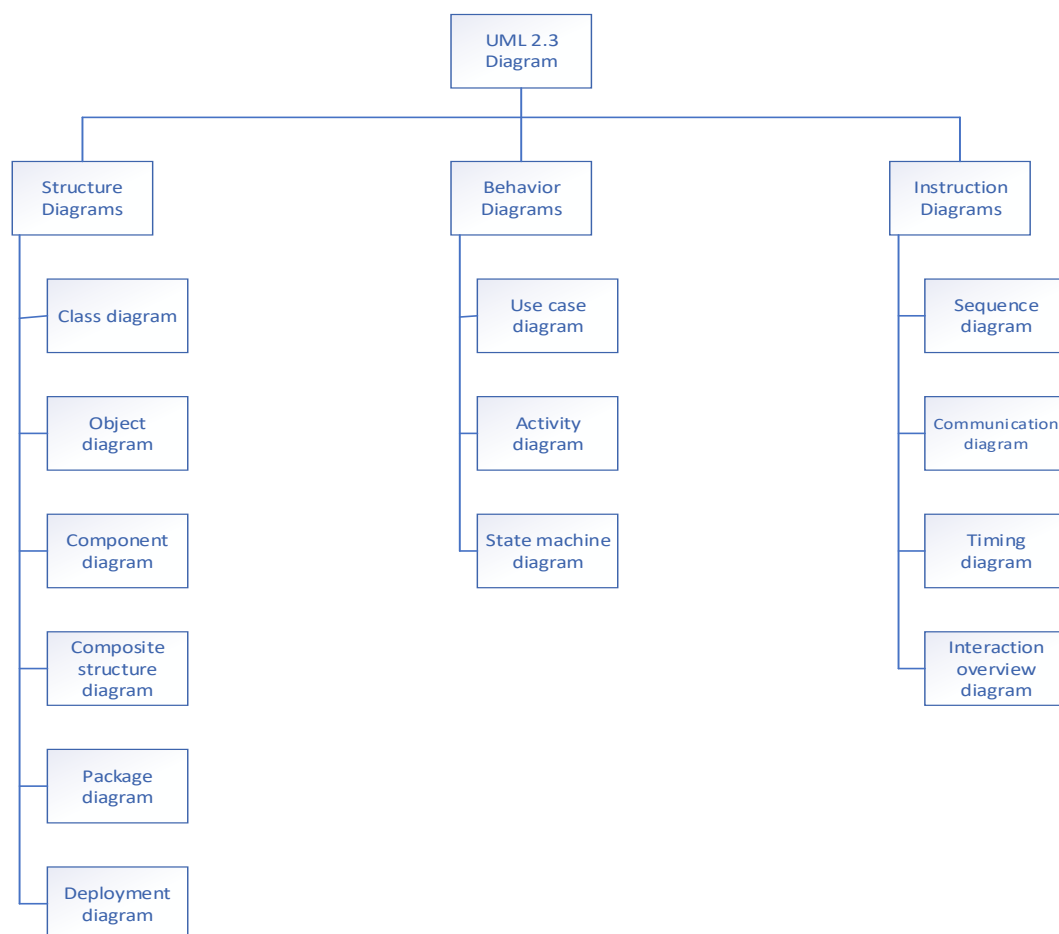 UML 2.3
Diagram
Structure
Diagrams
Behavior
Diagrams
Instruction
Diagrams
Class diagram
Object
diagram
Component
diagram
Composite
structure
diagram
Package
diagram
Deployment
diagram
Use case
diagram
Activity
diagram
State machine
diagram
Sequence
diagram
Communication
diagram
Timing
diagram
Interaction
overview
diagram